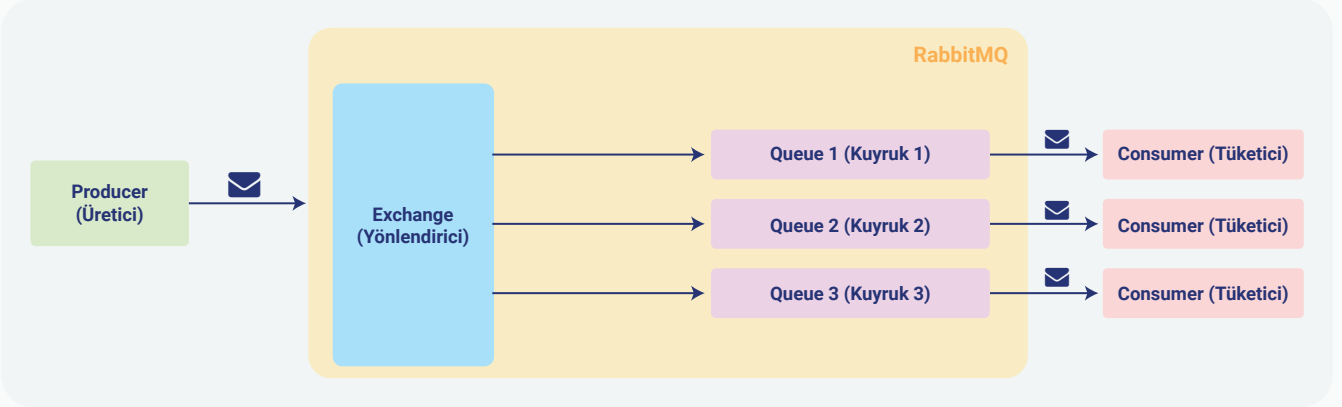 RabbitMQ
Producer
(Üretici)
Exchange
(Yönlendirici)
Queue 1 (Kuyruk 1)
Consumer (Tüketici)
Queue 2 (Kuyruk 2)
Consumer (Tüketici)
Queue 3 (Kuyruk 3)
Consumer (Tüketici)